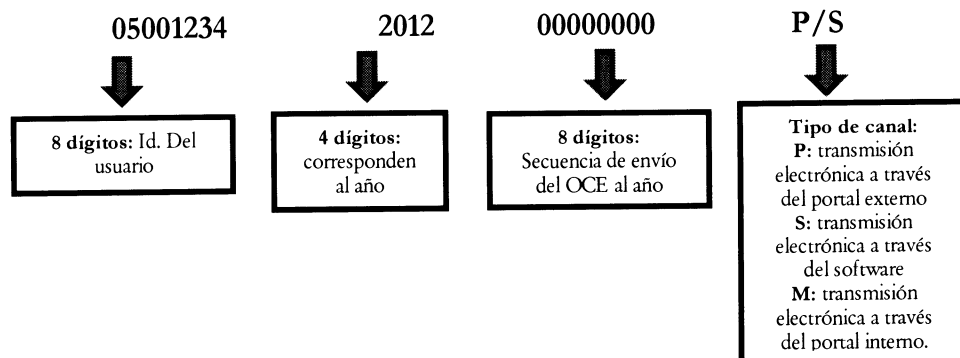 05001234 2012 00000000 P/S
8 dígitos: Id. Del
usuario
4 dígitos:
corresponden
al año
8 dígitos:
Secuencia de envío
del OCE al año
Tipo de canal:
P: transmisión
electrónica a través
del portal externo
S: transmisión
electrónica a través
del software
M: transmisión
electrónica a través
del portal interno.